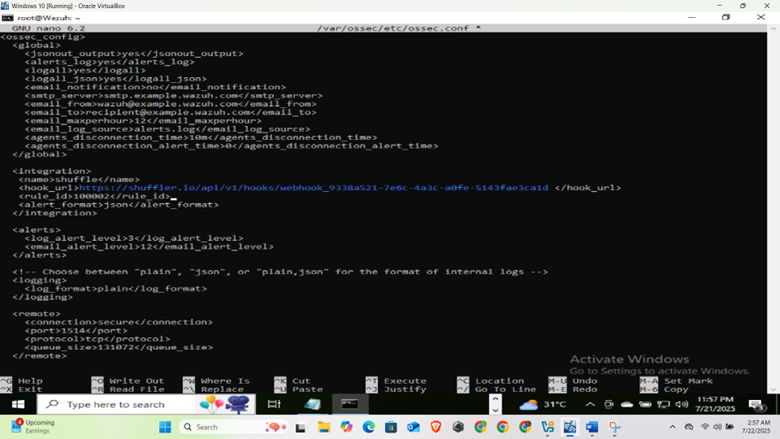 Windows 10 [Running] - Oracle VirtualBox
root@Wazuh: ~
GNU nano 6.2 /var/ossec/etc/ossec.conf *
<ossec_config>
<global>
<jsonout_output>yes</jsonout_output>
<alerts_log>yes</alerts_log>
<logall>yes</logall>
<logall_json>yes</logall_json>
<email_notification>no</email_notification>
<smtp_server>smtp.example.wazuh.com</smtp_server>
<email_from>wazuh@example.wazuh.com</email_from>
<email_to>recipient@example.wazuh.com</email_to>
<email_maxperhour>12</email_maxperhour>
<email_log_source>alerts.log</email_log_source>
<agents_disconnection_time>10m</agents_disconnection_time>
<agents_disconnection_alert_time>0</agents_disconnection_alert_time>
</global>
<integration>
<name>shuffle</name>
<hook_url>https://shuffler.io/api/v1/hooks/webhook_9338a521-7e6c-4a3c-a0fe-5143fae3ca1d </hook_url>
<rule_id>100002</rule_id>
<alert_format>json</alert_format>
</integration>
<alerts>
<log_alert_level>3</log_alert_level>
<email_alert_level>12</email_alert_level>
</alerts>
<!-- Choose between "plain", "json", or "plain,json" for the format of internal logs -->
<logging>
<log_format>plain</log_format>
</logging>
<remote>
<connection>secure</connection>
<port>1514</port>
<protocol>tcp</protocol>
<queue_size>131072</queue_size>
</remote>
Activate Windows
Go to Settings to activate Windows.
^G Help ^O Write Out ^W Where Is ^K Cut ^T Execute ^C Location M-U Undo M-A Set Mark
^X Exit ^R Read File ^\ Replace ^U Paste ^J Justify ^/ Go To Line M-E Redo M-6 Copy
Type here to search
31°C
11:57 PM
7/21/2025
3
Upcoming
Earnings
Search
2:57 AM
7/22/2025